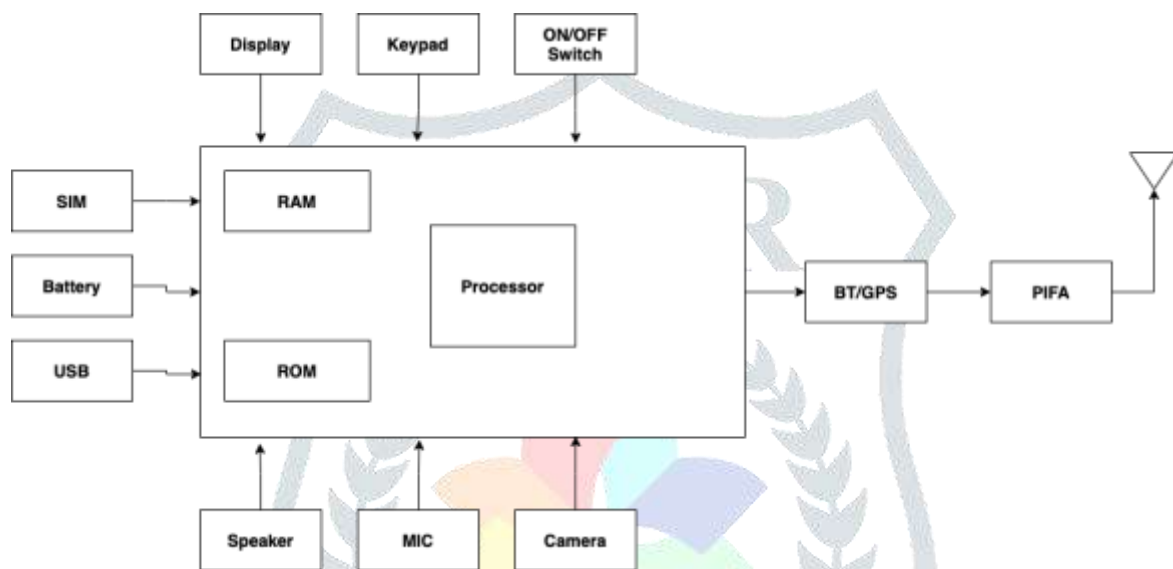 Display
Keypad
ON/OFF
Switch
SIM
RAM
Battery
Processor
BT/GPS
PIFA
USB
ROM
Speaker
MIC
Camera